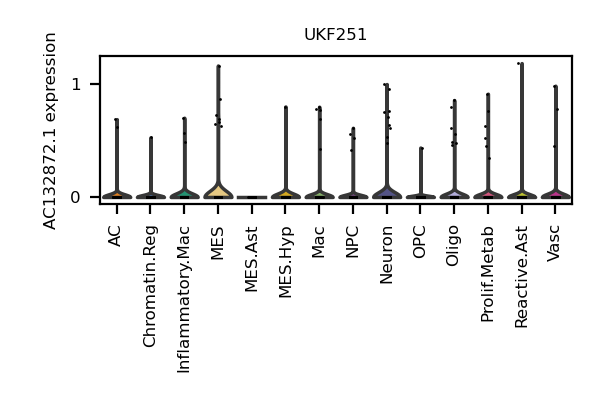 UKF251
AC132872.1 expression
1
0
AC
Chromatin.Reg
Inflammatory.Mac
MES
MES.Ast
MES.Hyp
Mac
NPC
Neuron
OPC
Oligo
Prolif.Metab
Reactive.Ast
Vasc